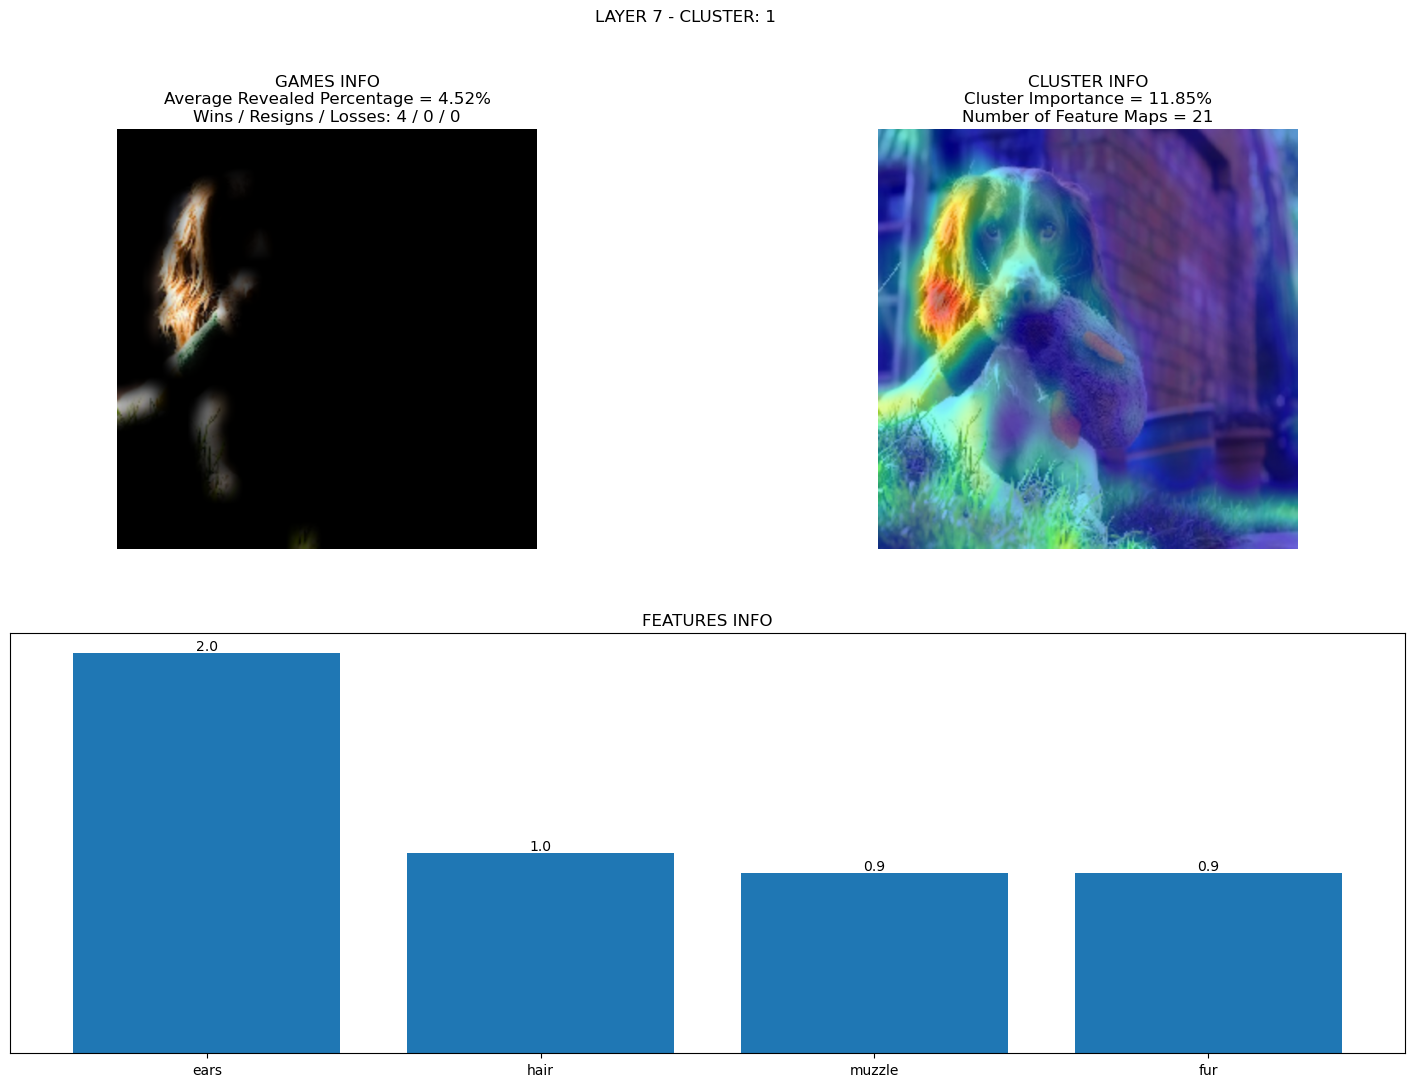 LAYER 7 - CLUSTER: 1
GAMES INFO
Average Revealed Percentage = 4.52%
Wins / Resigns / Losses: 4 / 0 / 0
CLUSTER INFO
Cluster Importance = 11.85%
Number of Feature Maps = 21
FEATURES INFO
2.0
1.0
0.9
0.9
ears
hair
muzzle
fur